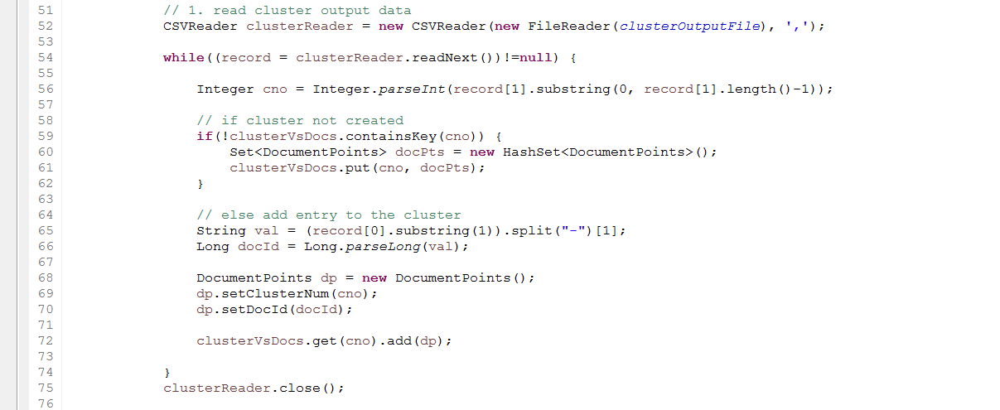 51 // 1. read cluster output data
52 CSVReader clusterReader = new CSVReader(new FileReader(clusterOutputFile), ',');
53
54 while((record = clusterReader.readNext())!=null) {
55
56 Integer cno = Integer.parseInt(record[1].substring(0, record[1].length()-1));
57
58 // if cluster not created
59 if(!clusterVsDocs.containsKey(cno)) {
60 Set<DocumentPoints> docPts = new HashSet<DocumentPoints>();
61 clusterVsDocs.put(cno, docPts);
62 }
63
64 // else add entry to the cluster
65 String val = (record[0].substring(1)).split("-")[1];
66 Long docId = Long.parseLong(val);
67
68 DocumentPoints dp = new DocumentPoints();
69 dp.setClusterNum(cno);
70 dp.setDocId(docId);
71
72 clusterVsDocs.get(cno).add(dp);
73
74 }
75 clusterReader.close();
76